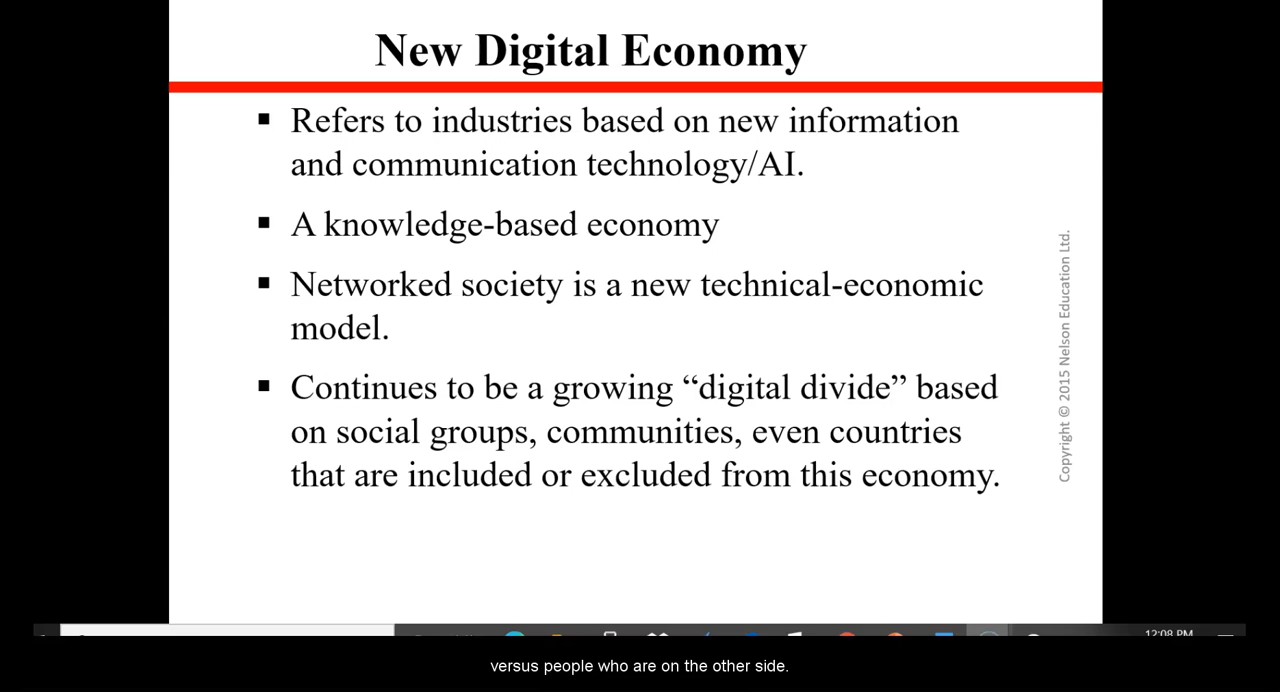 New Digital Economy
▪ Refers to industries based on new information
and communication technology/AI.
▪ A knowledge-based economy
▪ Networked society is a new technical-economic
model.
▪ Continues to be a growing “digital divide” based
on social groups, communities, even countries
that are included or excluded from this economy.
Copyright © 2015 Nelson Education Ltd.
12:08 PM
versus people who are on the other side.